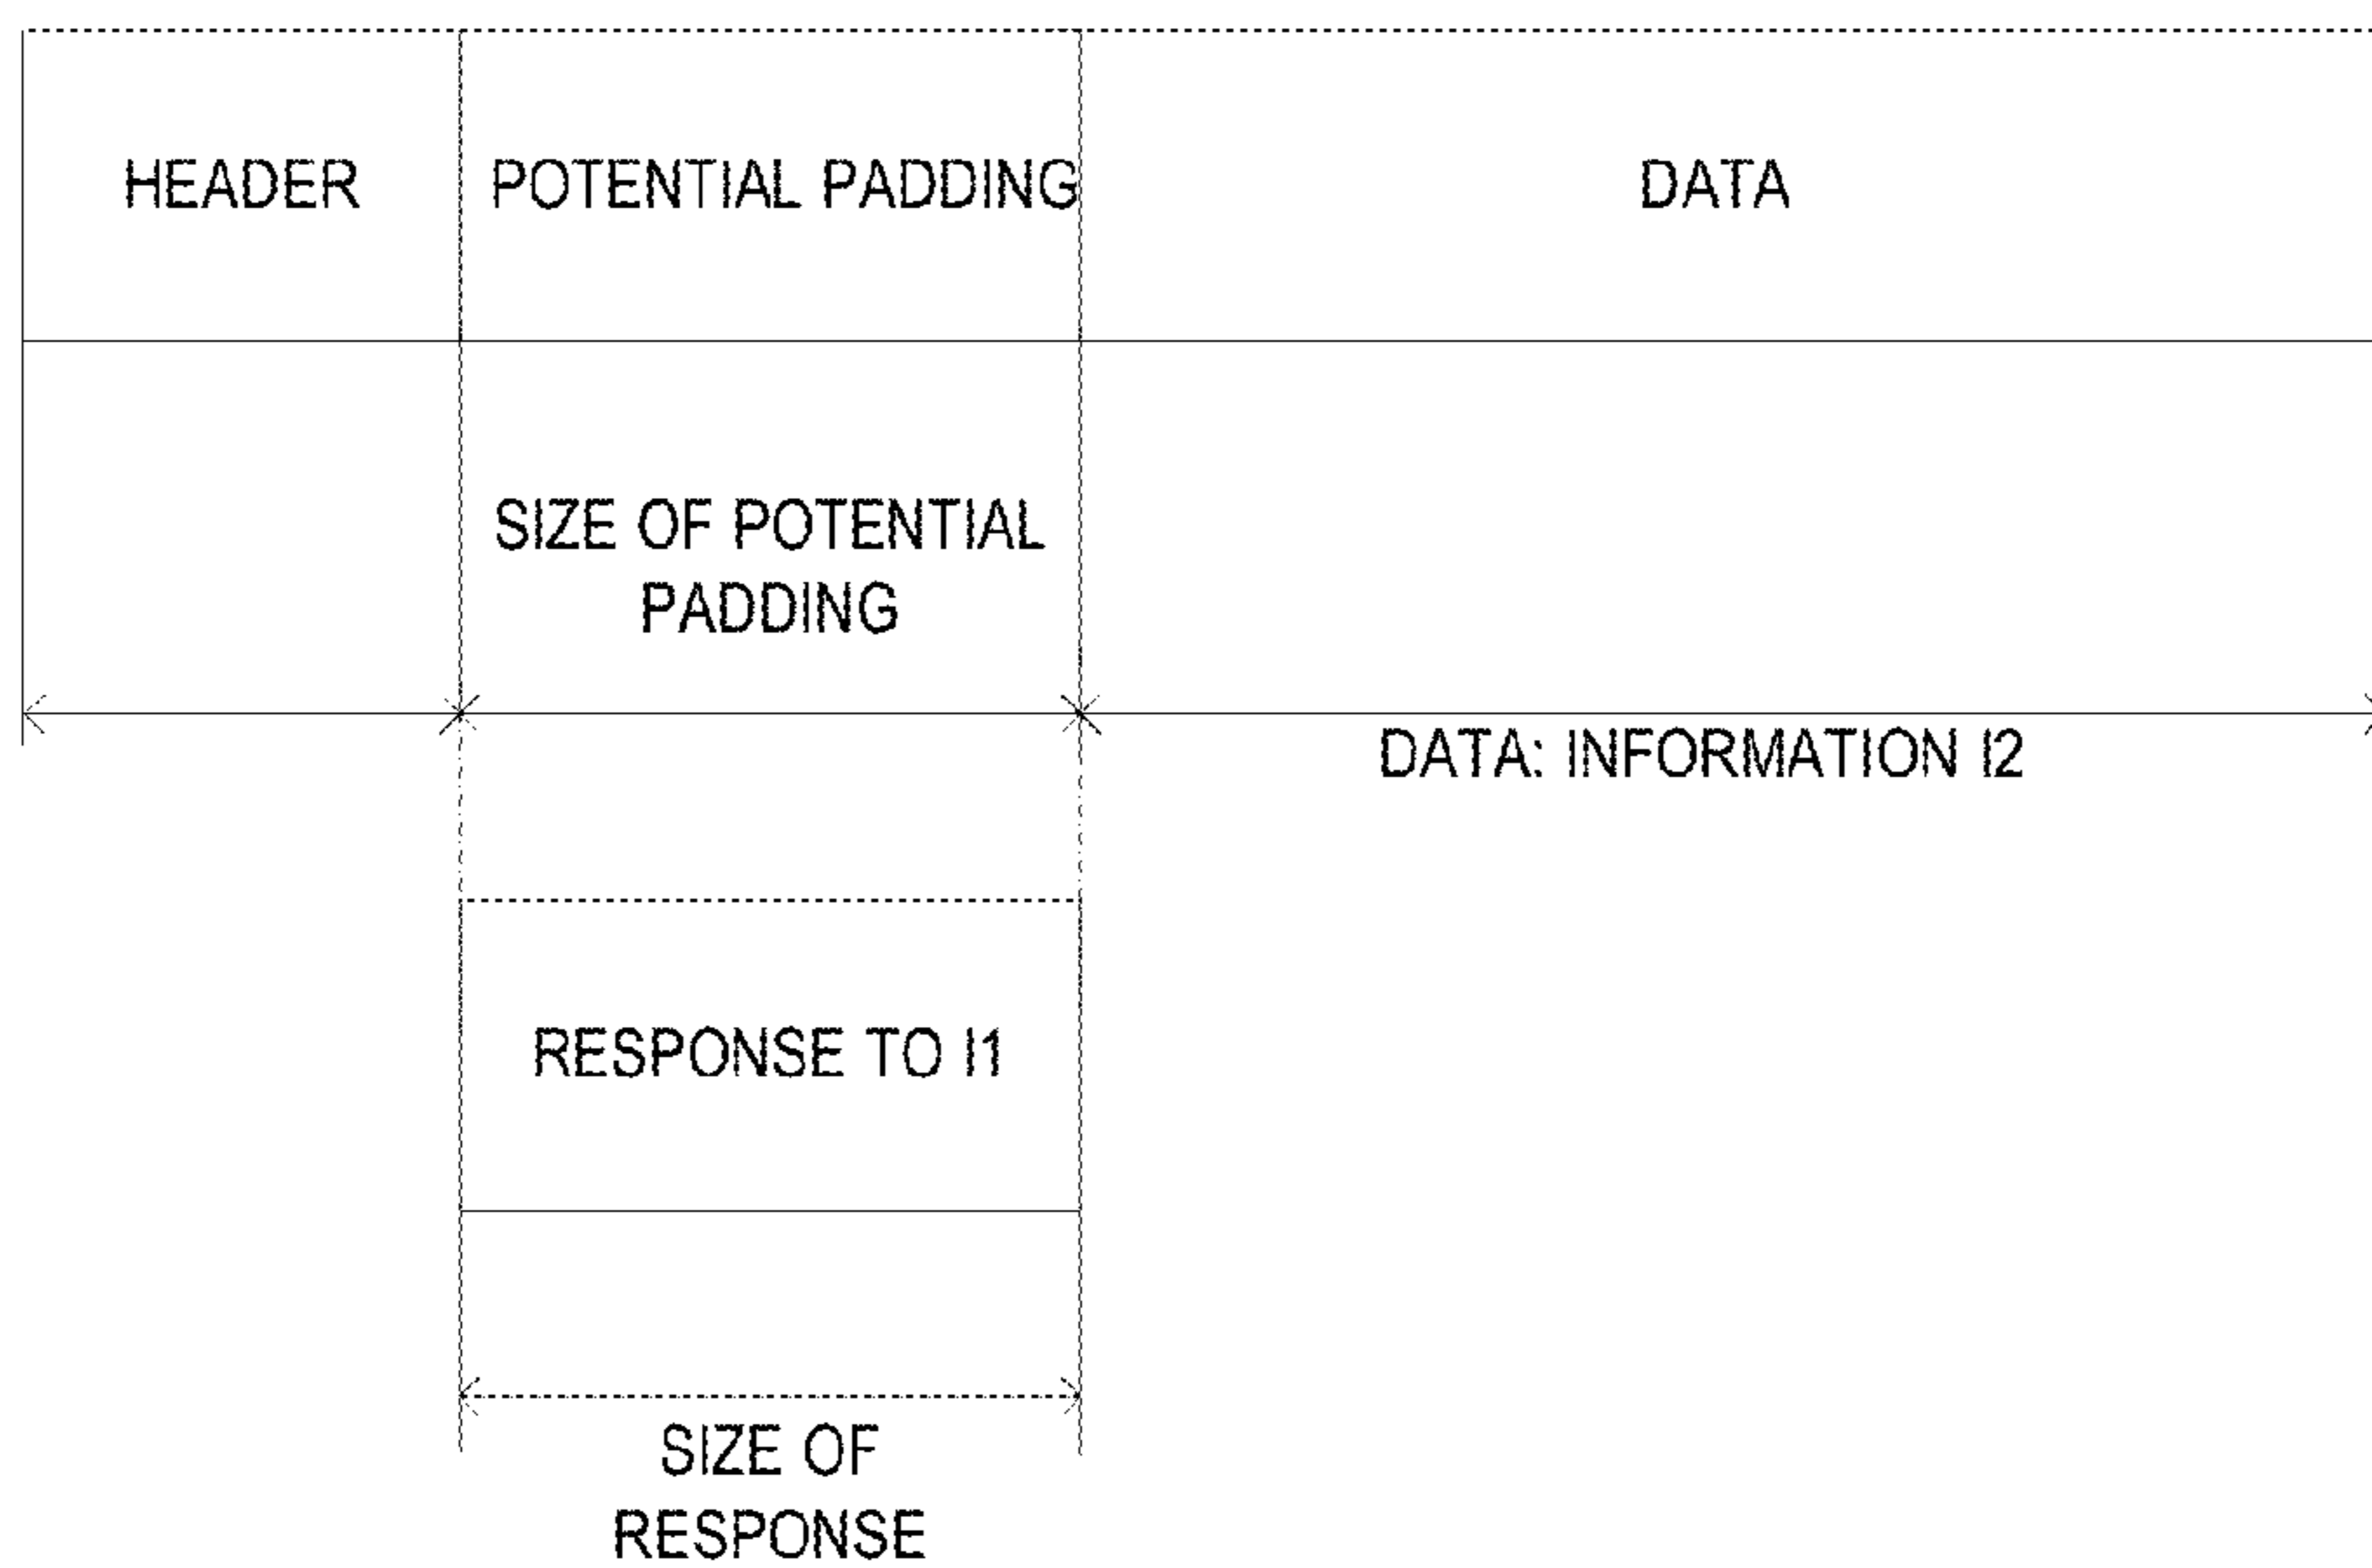 HEADER POTENTIAL PADDING DATA
SIZE OF POTENTIAL
PADDING
DATA: INFORMATION I2
RESPONSE TO I1
SIZE OF
RESPONSE